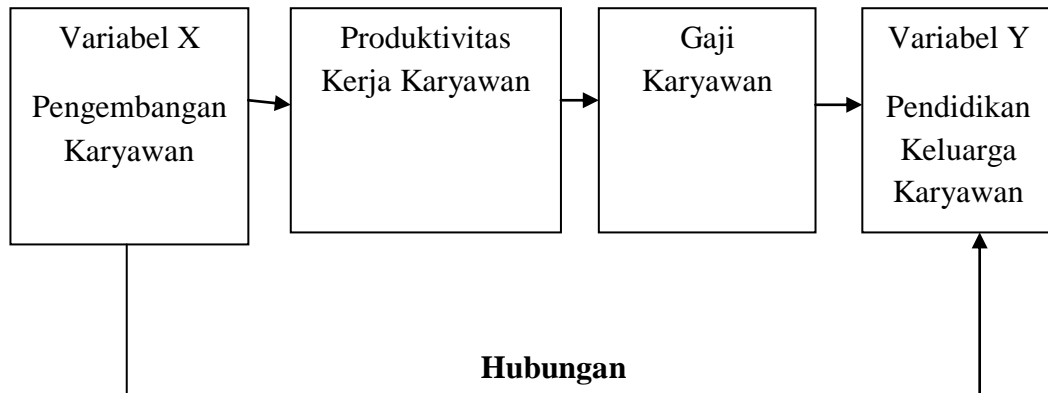 Variabel X
Pengembangan
Karyawan
Produktivitas
Kerja Karyawan
Gaji
Karyawan
Variabel Y
Pendidikan
Keluarga
Karyawan
Hubungan